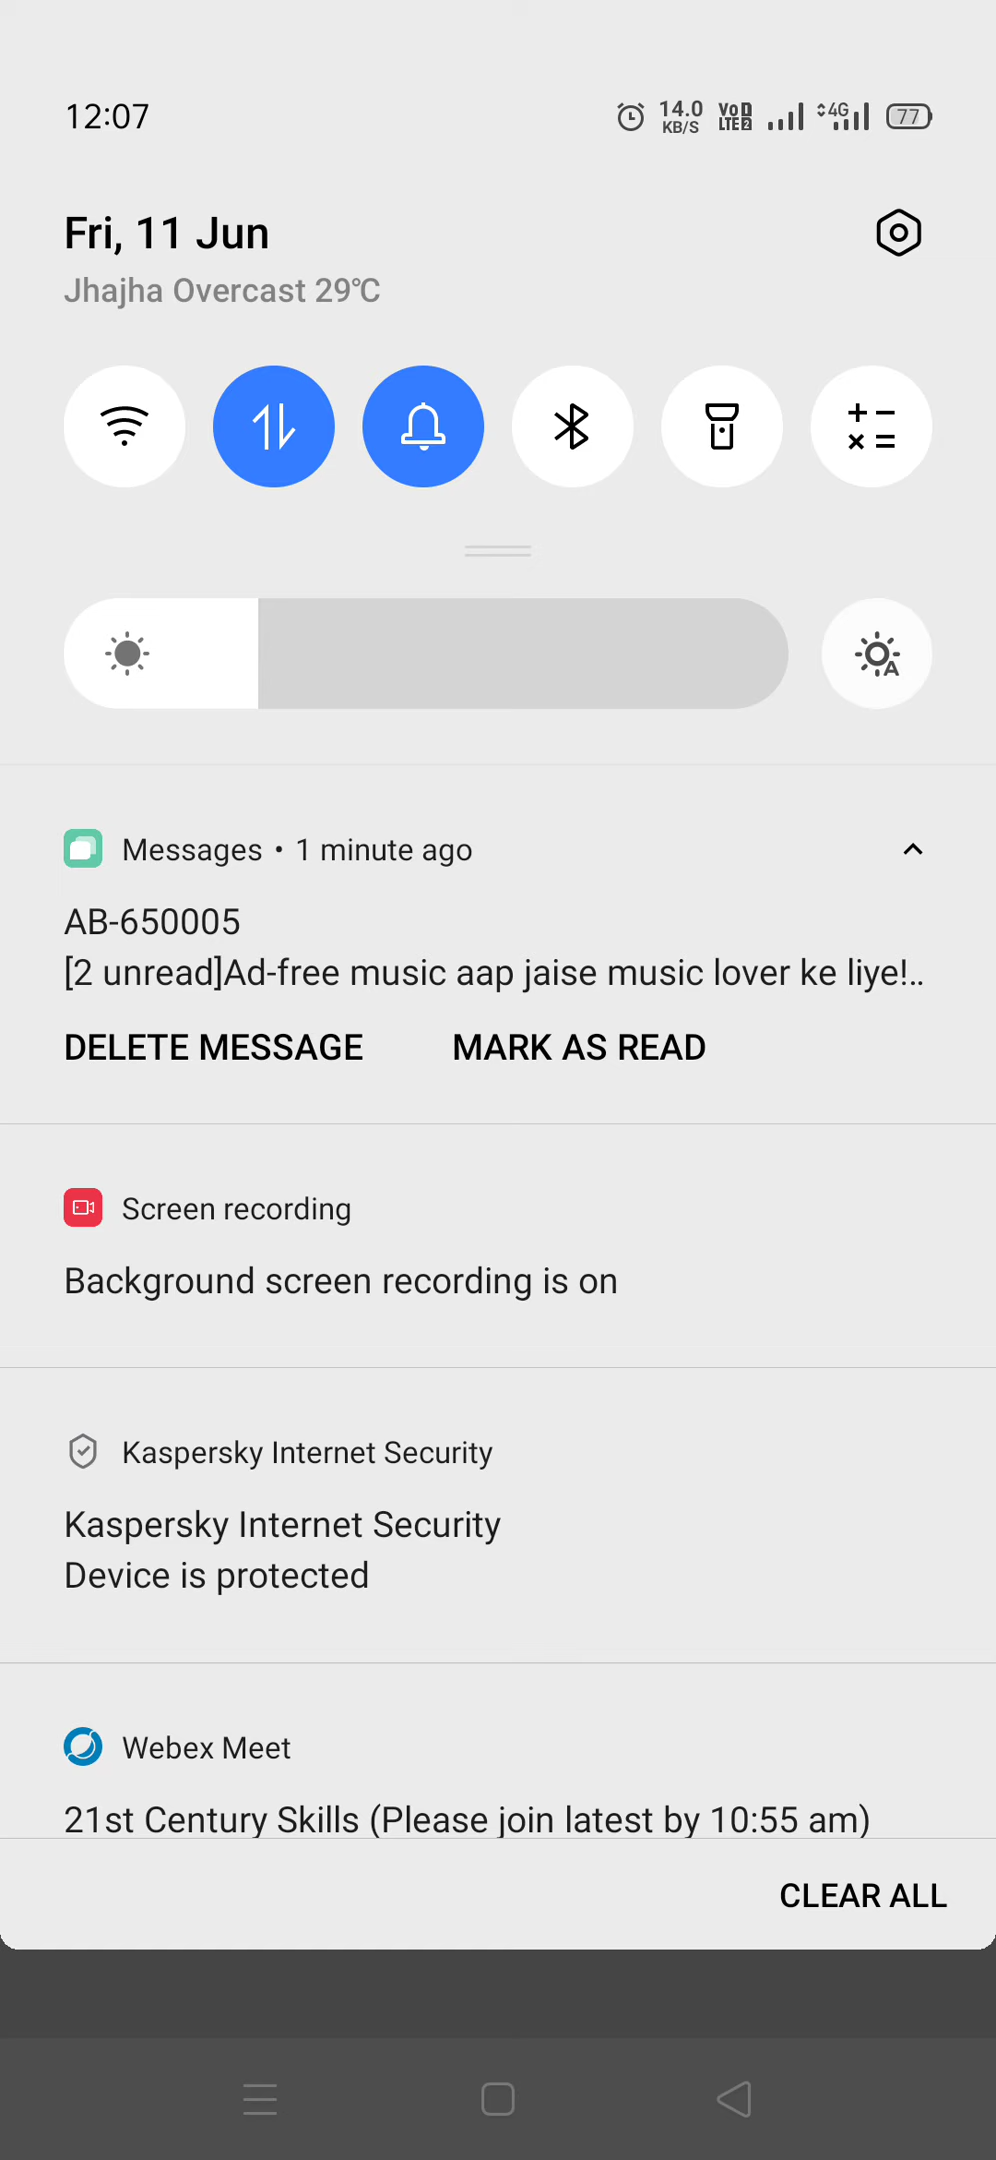 12:07
14.0
KB/S
VoD
LTE2
4G
77
Fri, 11 Jun
Jhajha Overcast 29℃
A
Messages • 1 minute ago
AB-650005
[2 unread]Ad-free music aap jaise music lover ke liye!..
DELETE MESSAGE MARK AS READ
Screen recording
Background screen recording is on
Kaspersky Internet Security
Kaspersky Internet Security
Device is protected
Webex Meet
21st Century Skills (Please join latest by 10:55 am)
CLEAR ALL